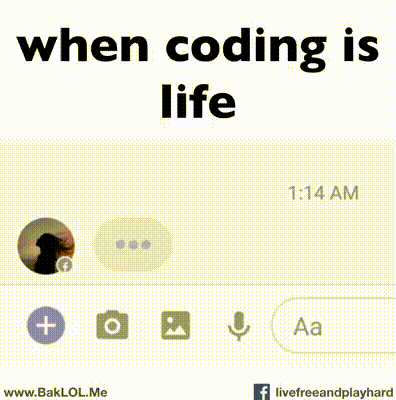 when coding is
life
1:14 AM
Aa
www.BakLOL.Me
livefreeandplayhard